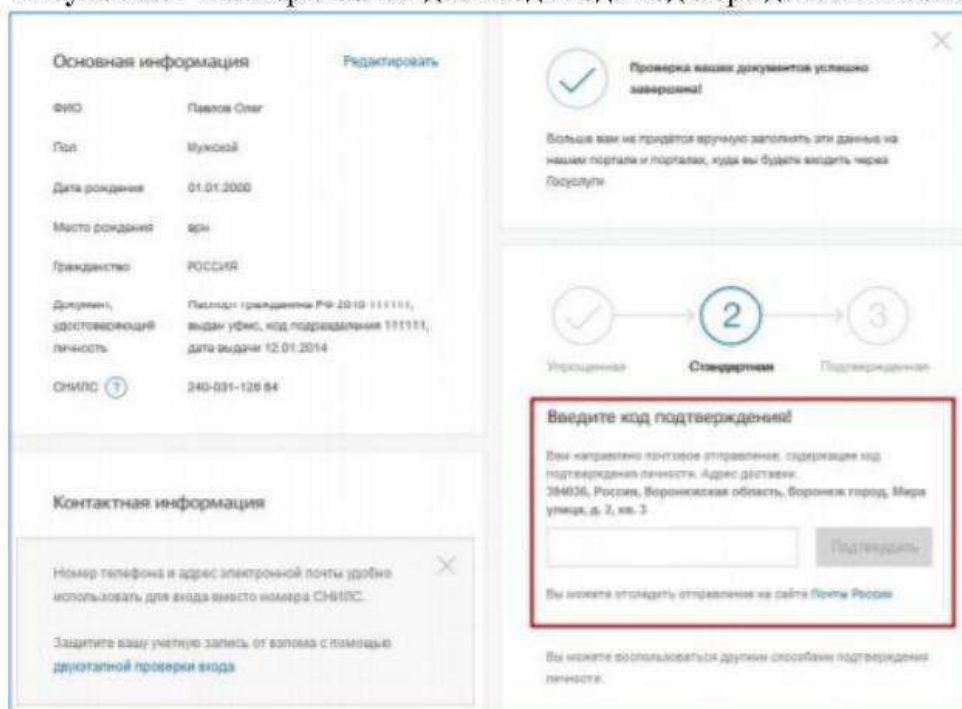 Основная информация
Редактировать
ФИО
Павлов Олег
Пол
Мужской
Дата рождения
01.01.2000
Место рождения
врн
Гражданство
РОССИЯ
Документ,
удостоверяющий
личность
Паспорт гражданина РФ 2010 111111,
выдан уфмс, код подразделения 111111,
дата выдачи 12.01.2014
СНИЛС ?
240-031-128 84
Контактная информация
Номер телефона и адрес электронной почты удобно
использовать для входа вместо номера СНИЛС.
Защитите вашу учетную запись от взлома с помощью
двухэтапной проверки входа
Проверка ваших документов успешно
завершена!
Больше вам не придётся вручную заполнять эти данные на
нашем портале и порталах, куда вы будете входить через
Госуслуги
2
3
Упрощенная
Стандартная
Подтвержденная
Введите код подтверждения!
Вам направлено почтовое отправление, содержащее код
подтверждения личности. Адрес доставки:
394036, Россия, Воронежская область, Воронеж город, Мира
улица, д. 2, кв. 3
Подтвердить
Вы можете отследить отправление на сайте Почты России
Вы можете воспользоваться другими способами подтверждения
личности.